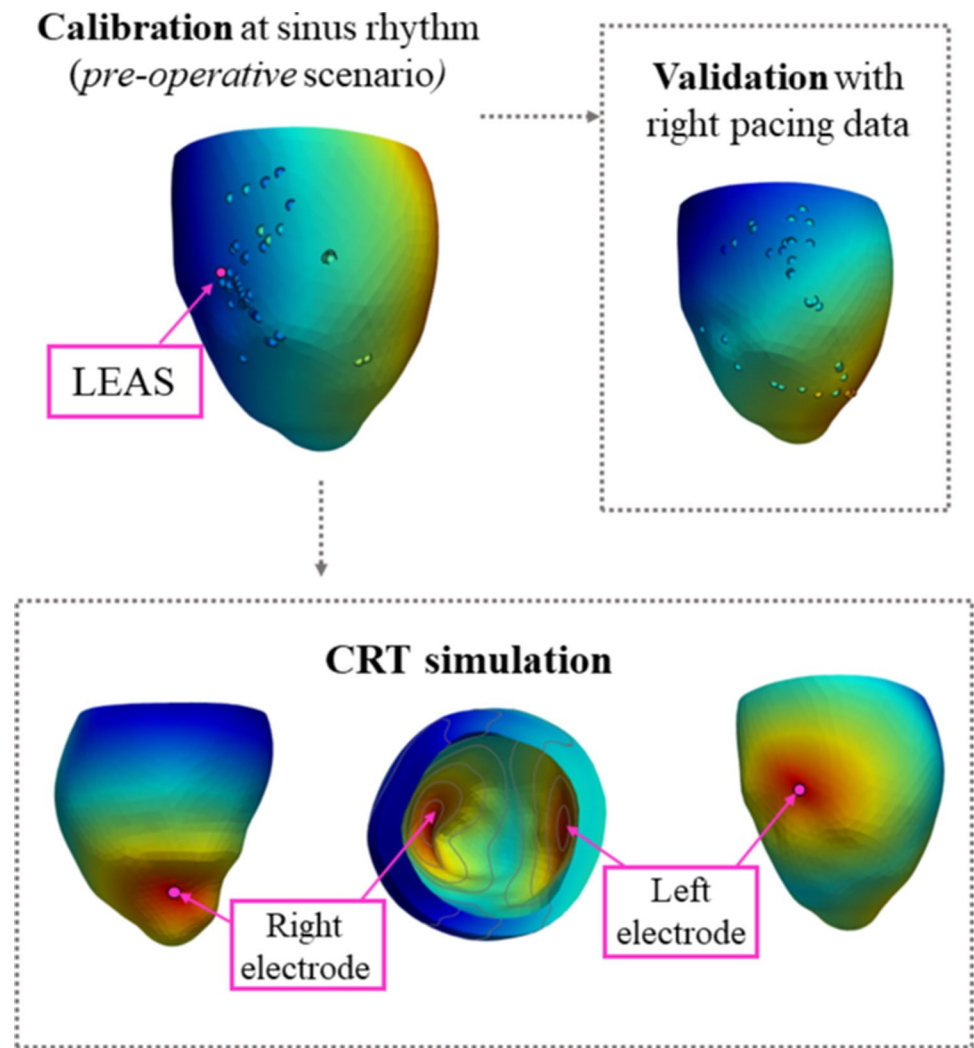 Calibration at sinus rhythm
(pre-operative scenario)
Validation with
right pacing data
LEAS
CRT simulation
Right
electrode
Left
electrode